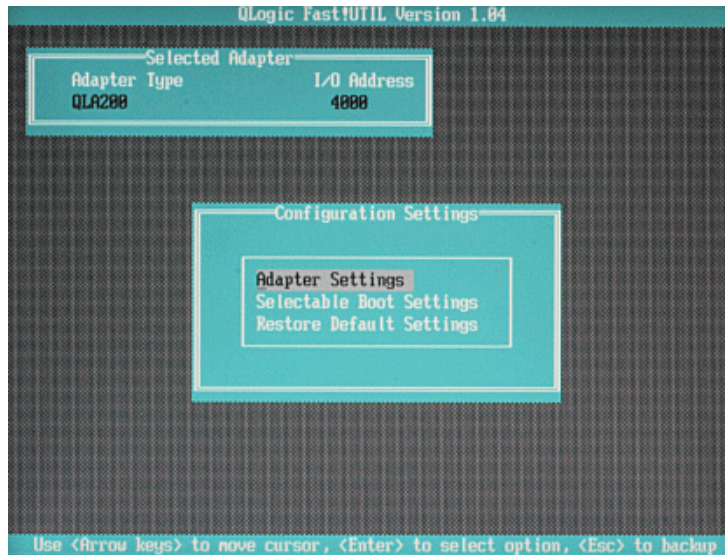 QLogic Fast!UTIL Version 1.04
Selected Adapter
Adapter Type I/O Address
QLA200 4000
Configuration Settings
Adapter Settings
Selectable Boot Settings
Restore Default Settings
Use <Arrow keys> to move cursor, <Enter> to select option, <Esc> to backup